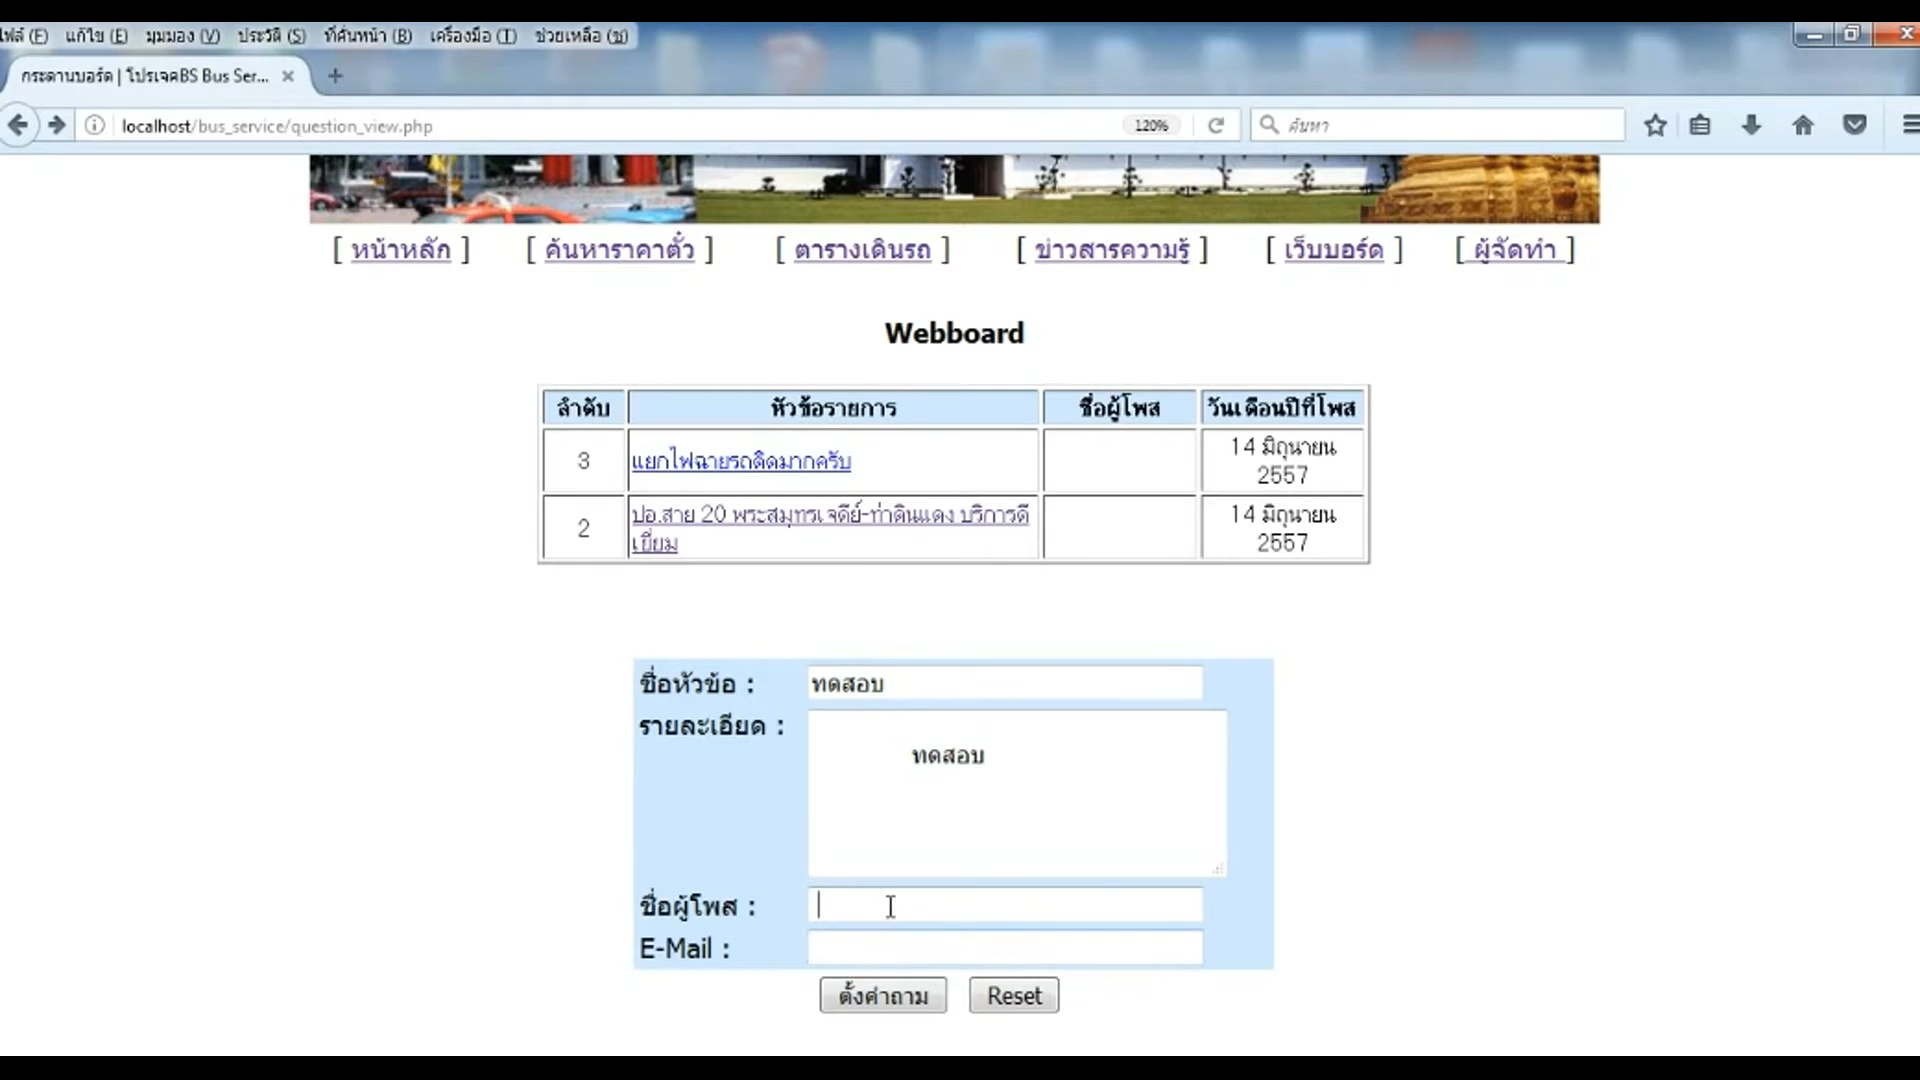 ไฟล์ (F) แก้ไข (E) มุมมอง (V) ประวัติ (S) ที่คั่นหน้า (B) เครื่องมือ (T) ช่วยเหลือ (ช)
กระดานบอร์ด | โปรเจคBS Bus Ser...
localhost/bus_service/question_view.php 120% ค้นหา
[ หน้าหลัก ] [ ค้นหาราคาตั๋ว ] [ ตารางเดินรถ ] [ ข่าวสารความรู้ ] [ เว็บบอร์ด ] [ ผู้จัดทำ ]
Webboard
ลำดับ หัวข้อรายการ ชื่อผู้โพส วันเดือนปีที่โพส
3 แยกไฟฉายรถติดมากครับ 14 มิถุนายน
2557
2 ปอ.สาย 20 พระสมุทรเจดีย์-ท่าดินแดง บริการดี 14 มิถุนายน
เยี่ยม 2557
ชื่อหัวข้อ : ทดสอบ
รายละเอียด :
ทดสอบ
ชื่อผู้โพส :
E-Mail :
ตั้งคำถาม Reset